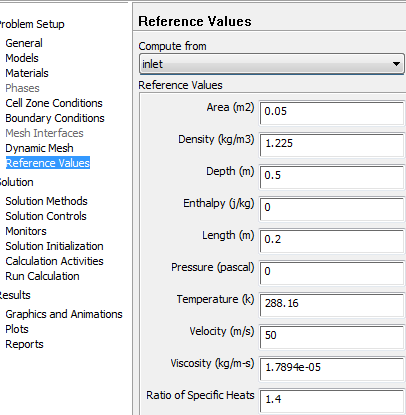 Problem Setup
General
Models
Materials
Phases
Cell Zone Conditions
Boundary Conditions
Mesh Interfaces
Dynamic Mesh
Reference Values
Solution
Solution Methods
Solution Controls
Monitors
Solution Initialization
Calculation Activities
Run Calculation
Results
Graphics and Animations
Plots
Reports
Reference Values
Compute from
inlet
Reference Values
Area (m2) 0.05
Density (kg/m3) 1.225
Depth (m) 0.5
Enthalpy (j/kg) 0
Length (m) 0.2
Pressure (pascal) 0
Temperature (k) 288.16
Velocity (m/s) 50
Viscosity (kg/m-s) 1.7894e-05
Ratio of Specific Heats 1.4